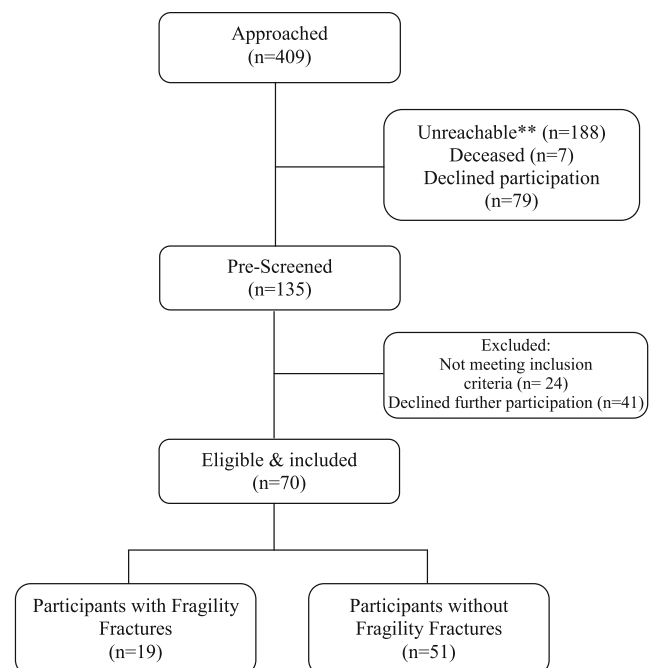 Approached
(n=409)
Unreachable** (n=188)
Deceased (n=7)
Declined participation
(n=79)
Pre-Screened
(n=135)
Excluded:
Not meeting inclusion
criteria (n= 24)
Declined further participation (n=41)
Eligible & included
(n=70)
Participants with Fragility
Fractures
(n=19)
Participants without
Fragility Fractures
(n=51)